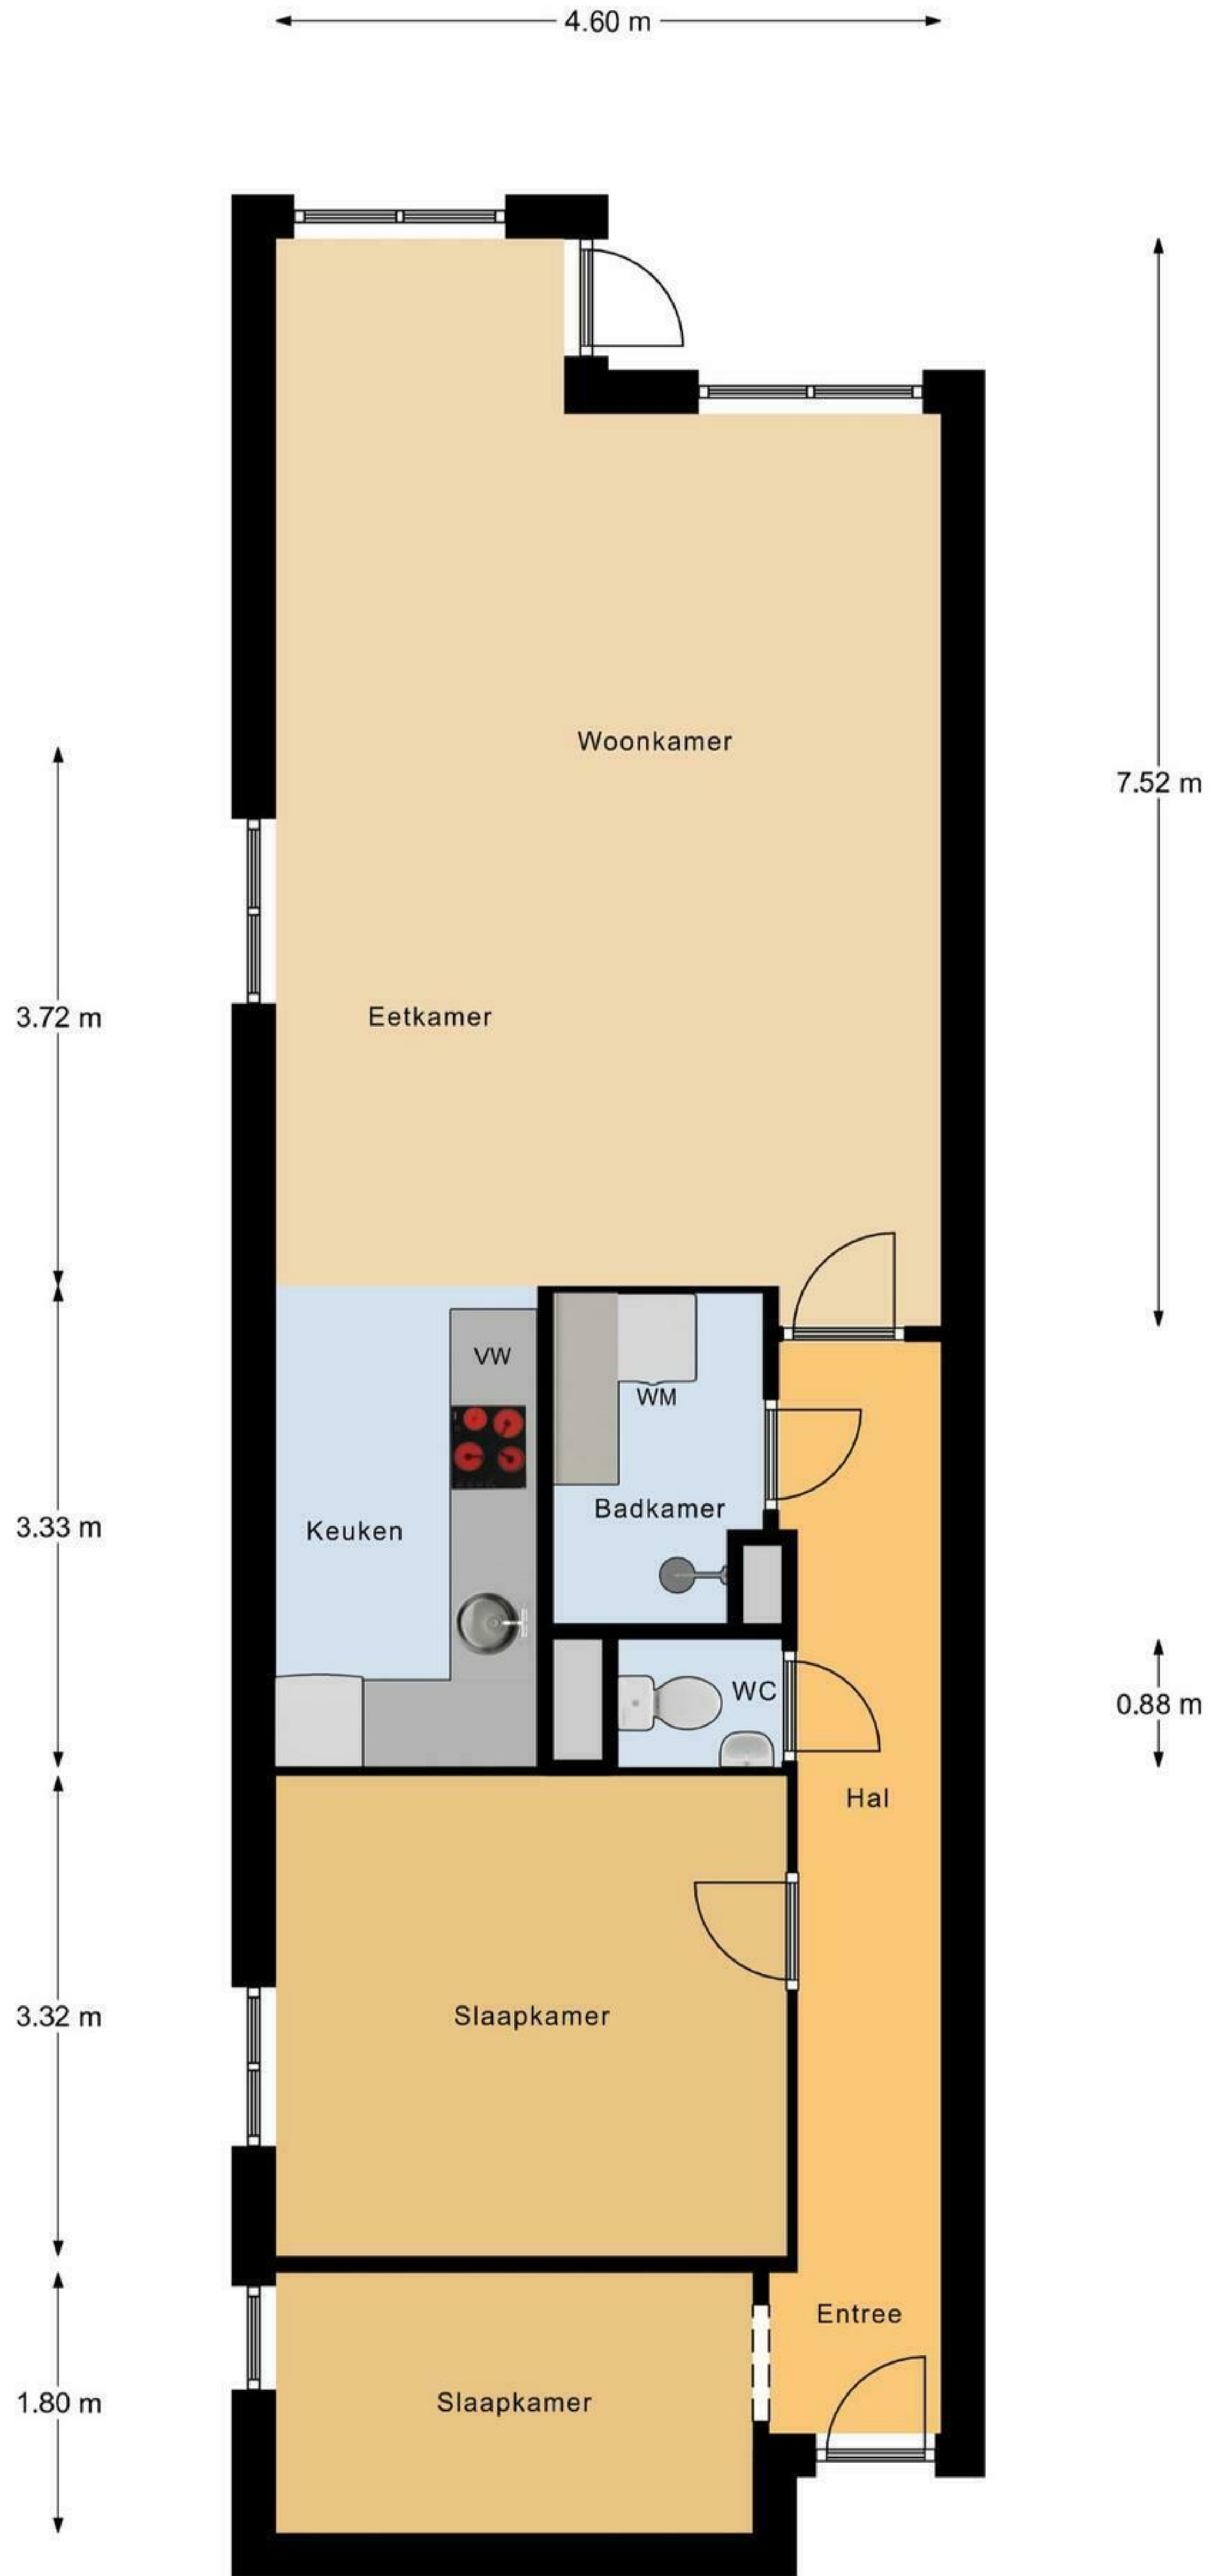 4.60 m
Woonkamer
7.52 m
Eetkamer
3.72 m
VW
WM
Badkamer
Keuken
3.33 m
WC
0.88 m
Hal
Slaapkamer
3.32 m
Entree
Slaapkamer
1.80 m